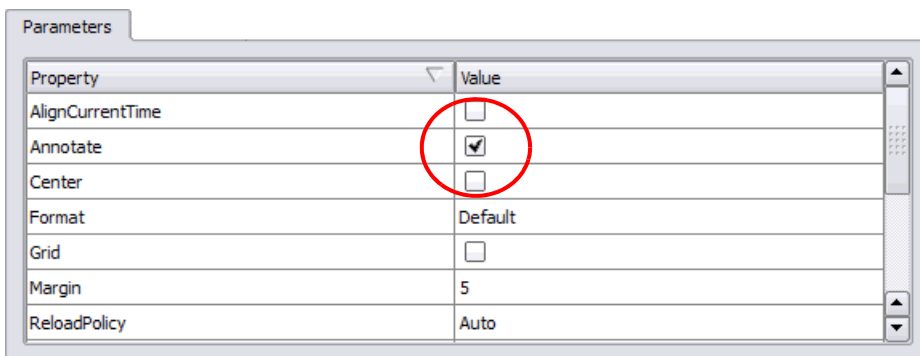 Parameters
Property Value
AlignCurrentTime
Annotate
Center
Format Default
Grid
Margin 5
ReloadPolicy Auto